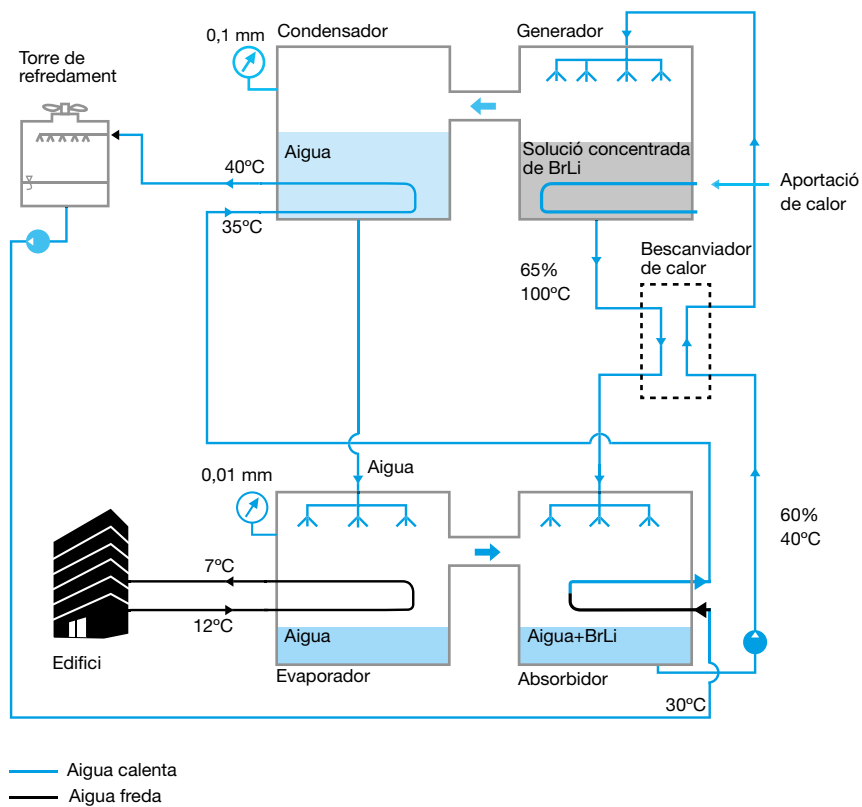 Condensador
Generador
0,1 mm
Torre de
refredament
Aigua
Solució concentrada
de BrLi
40ºC
35ºC
Aportació
de calor
65%
100ºC
Bescanviador
de calor
Aigua
0,01 mm
60%
40ºC
7ºC
12ºC
Aigua
Aigua+BrLi
Edifici
Evaporador
Absorbidor
30ºC
Aigua calenta
Aigua freda